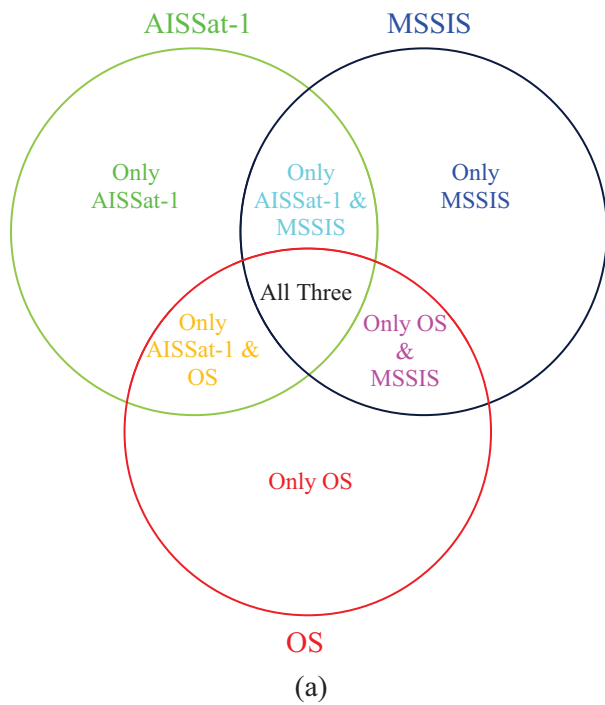 AISSat-1
MSSIS
Only
AISSat-1
Only
AISSat-1 &
MSSIS
Only
MSSIS
All Three
Only
AISSat-1 &
OS
Only OS
&
MSSIS
Only OS
OS
(a)